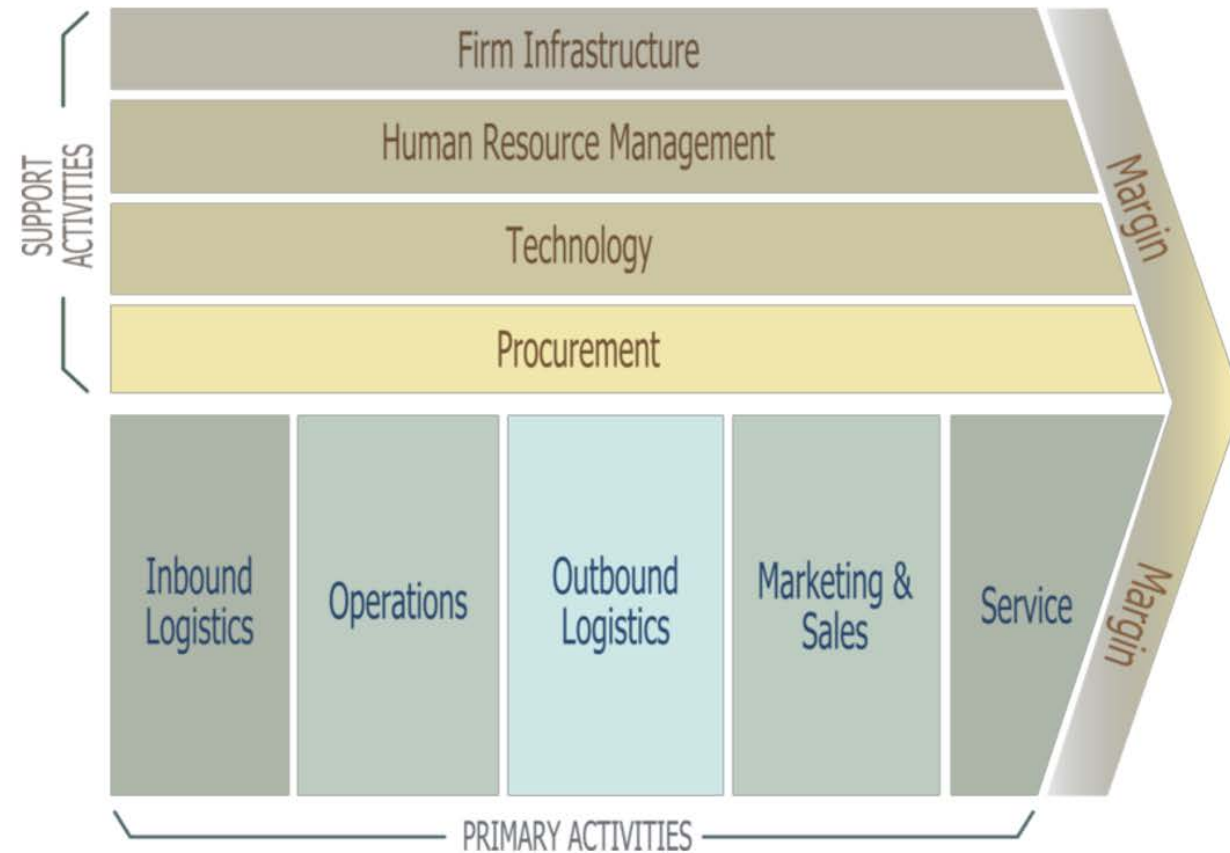 SUPPORT
ACTIVITIES
Firm Infrastructure
Human Resource Management
Technology
Procurement
Margin
Inbound
Logistics
Operations
Outbound
Logistics
Marketing &
Sales
Service
Margin
PRIMARY ACTIVITIES